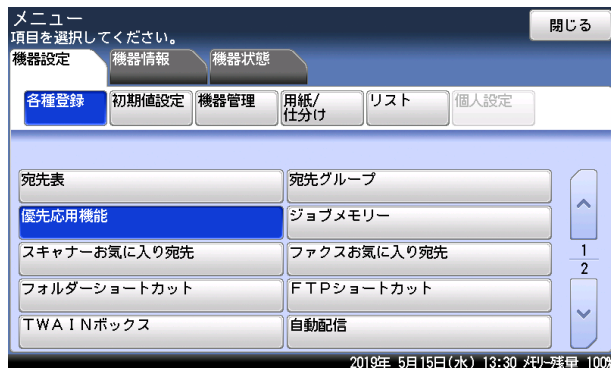 メニュー
閉じる
項目を選択してください。
機器設定
機器情報
機器状態
各種登録
初期値設定
機器管理
用紙/
仕分け
リスト
個人設定
宛先表
宛先グループ
優先応用機能
ジョブメモリー
スキャナーお気に入り宛先
ファクスお気に入り宛先
1
2
フォルダーショートカット
ＦＴＰショートカット
ＴＷＡＩＮボックス
自動配信
2019年 5月15日(水) 13:30 ﾒﾓﾘｰ残量 100%